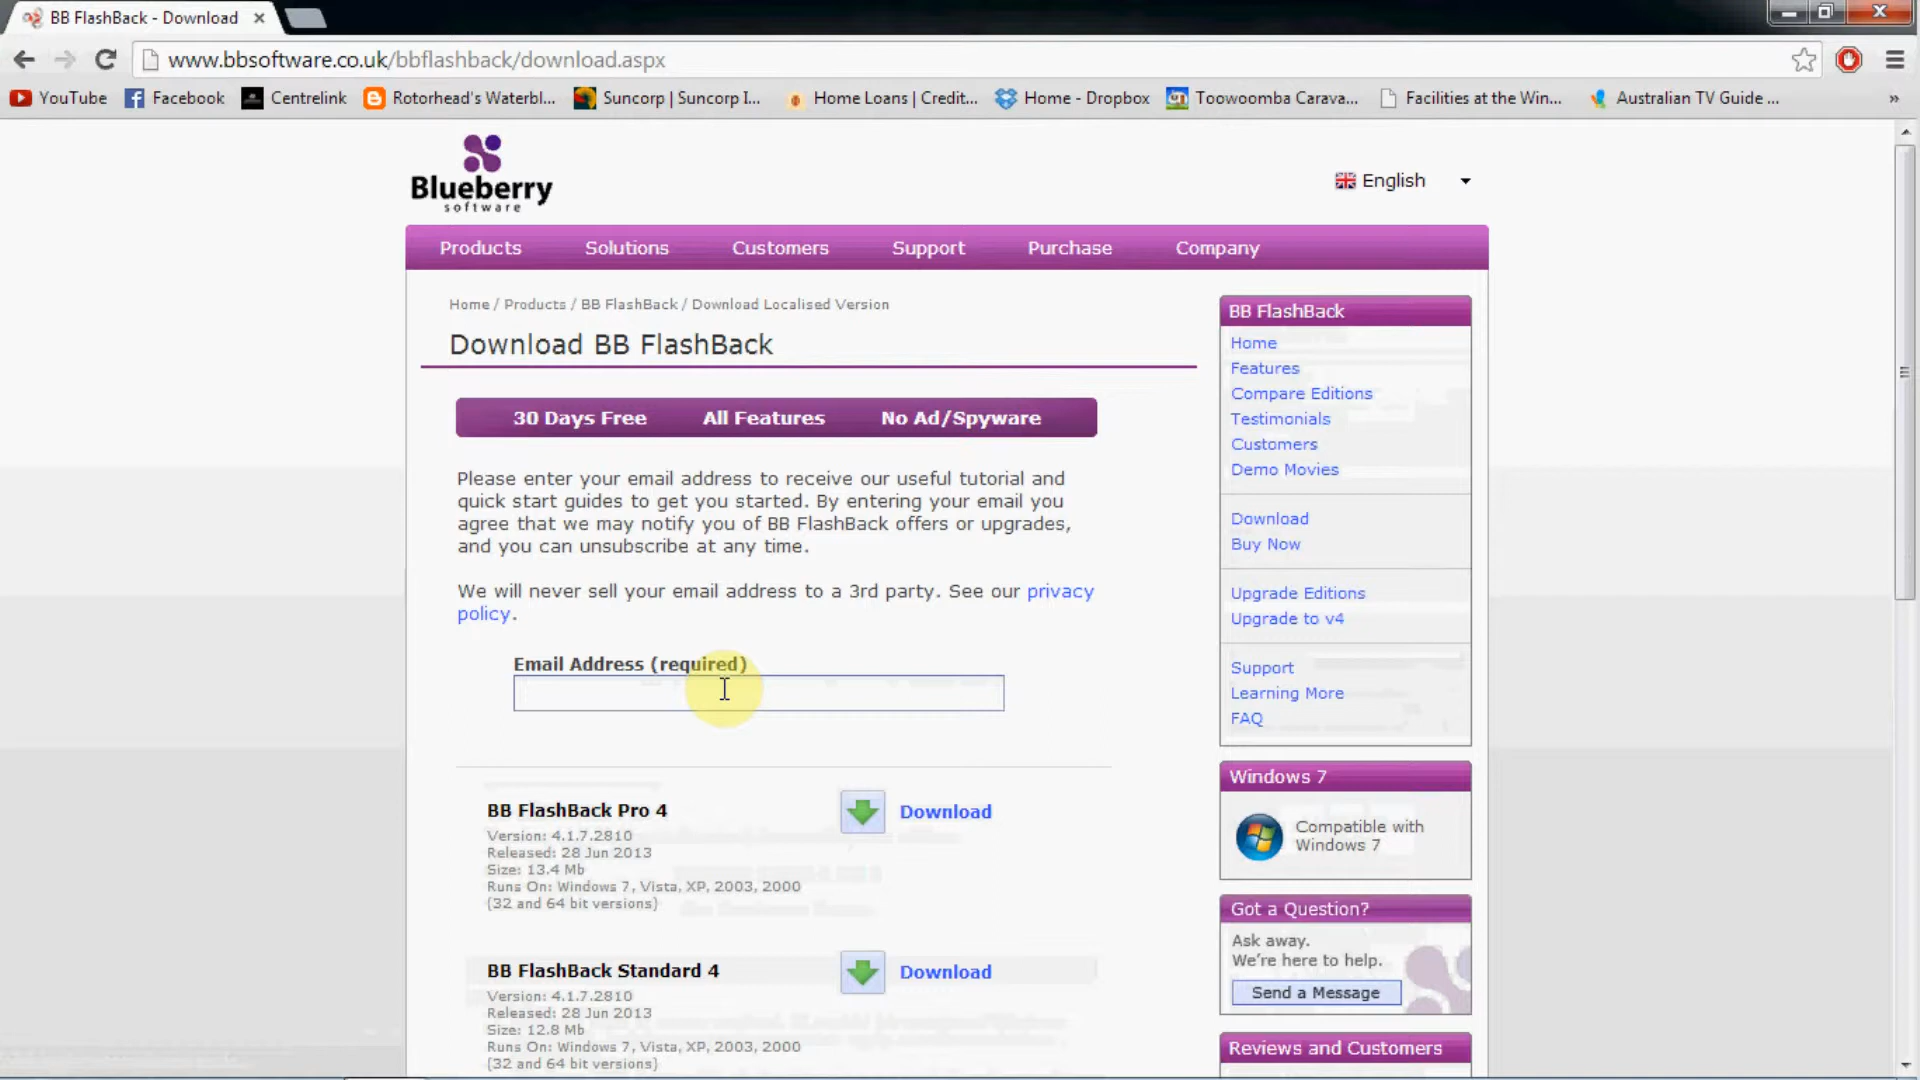 BB FlashBack - Download
www.bbsoftware.co.uk/bbflashback/download.aspx
YouTube Facebook Centrelink Rotorhead's Waterbl... Suncorp | Suncorp I... Home Loans | Credit... Home - Dropbox Toowoomba Carava... Facilities at the Win... Australian TV Guide ... »
Blueberry
software
English
Products Solutions Customers Support Purchase Company
Home / Products / BB FlashBack / Download Localised Version
Download BB FlashBack
30 Days Free All Features No Ad/Spyware
Please enter your email address to receive our useful tutorial and
quick start guides to get you started. By entering your email you
agree that we may notify you of BB FlashBack offers or upgrades,
and you can unsubscribe at any time.
We will never sell your email address to a 3rd party. See our privacy
policy.
Email Address (required)
BB FlashBack Pro 4
Download
Version: 4.1.7.2810
Released: 28 Jun 2013
Size: 13.4 Mb
Runs On: Windows 7, Vista, XP, 2003, 2000
(32 and 64 bit versions)
BB FlashBack Standard 4
Download
Version: 4.1.7.2810
Released: 28 Jun 2013
Size: 12.8 Mb
Runs On: Windows 7, Vista, XP, 2003, 2000
(32 and 64 bit versions)
BB FlashBack
Home
Features
Compare Editions
Testimonials
Customers
Demo Movies
Download
Buy Now
Upgrade Editions
Upgrade to v4
Support
Learning More
FAQ
Windows 7
Compatible with
Windows 7
Got a Question?
Ask away.
We're here to help.
Send a Message
Reviews and Customers